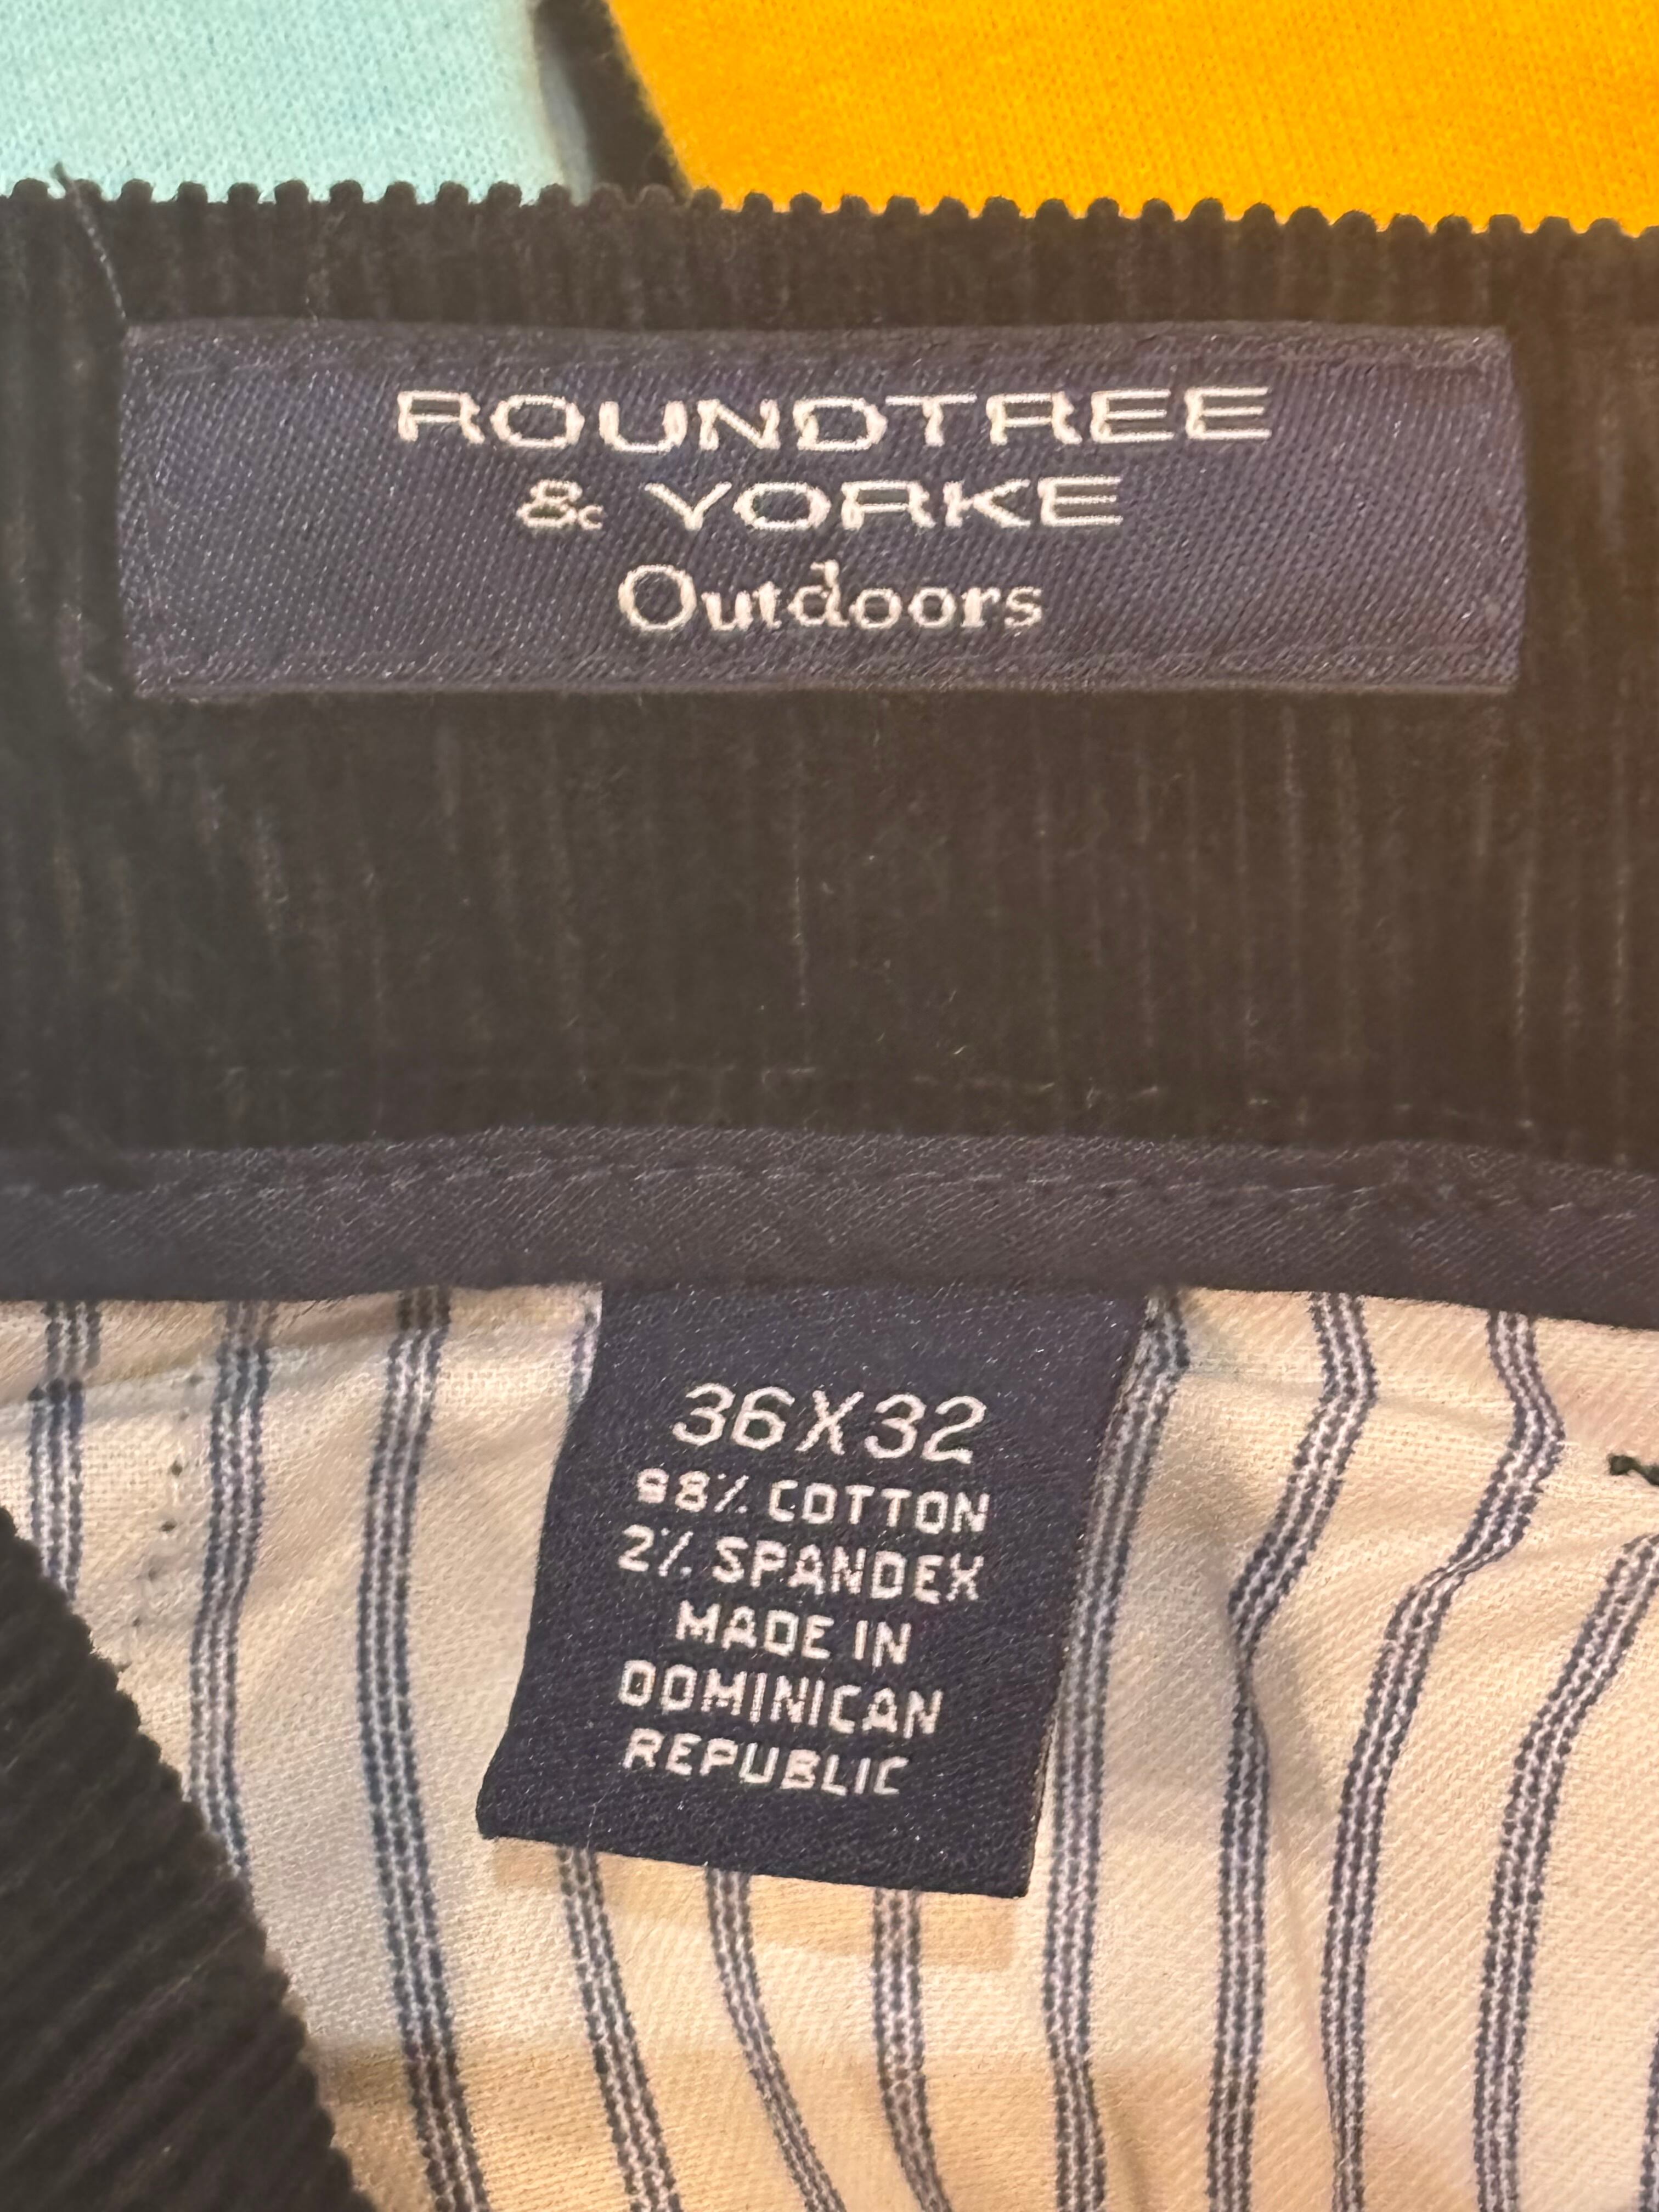 ROUNDTREE
& YORKE
Outdoors
36X32
98% COTTON
2% SPANDEX
MADE IN
DOMINICAN
REPUBLIC